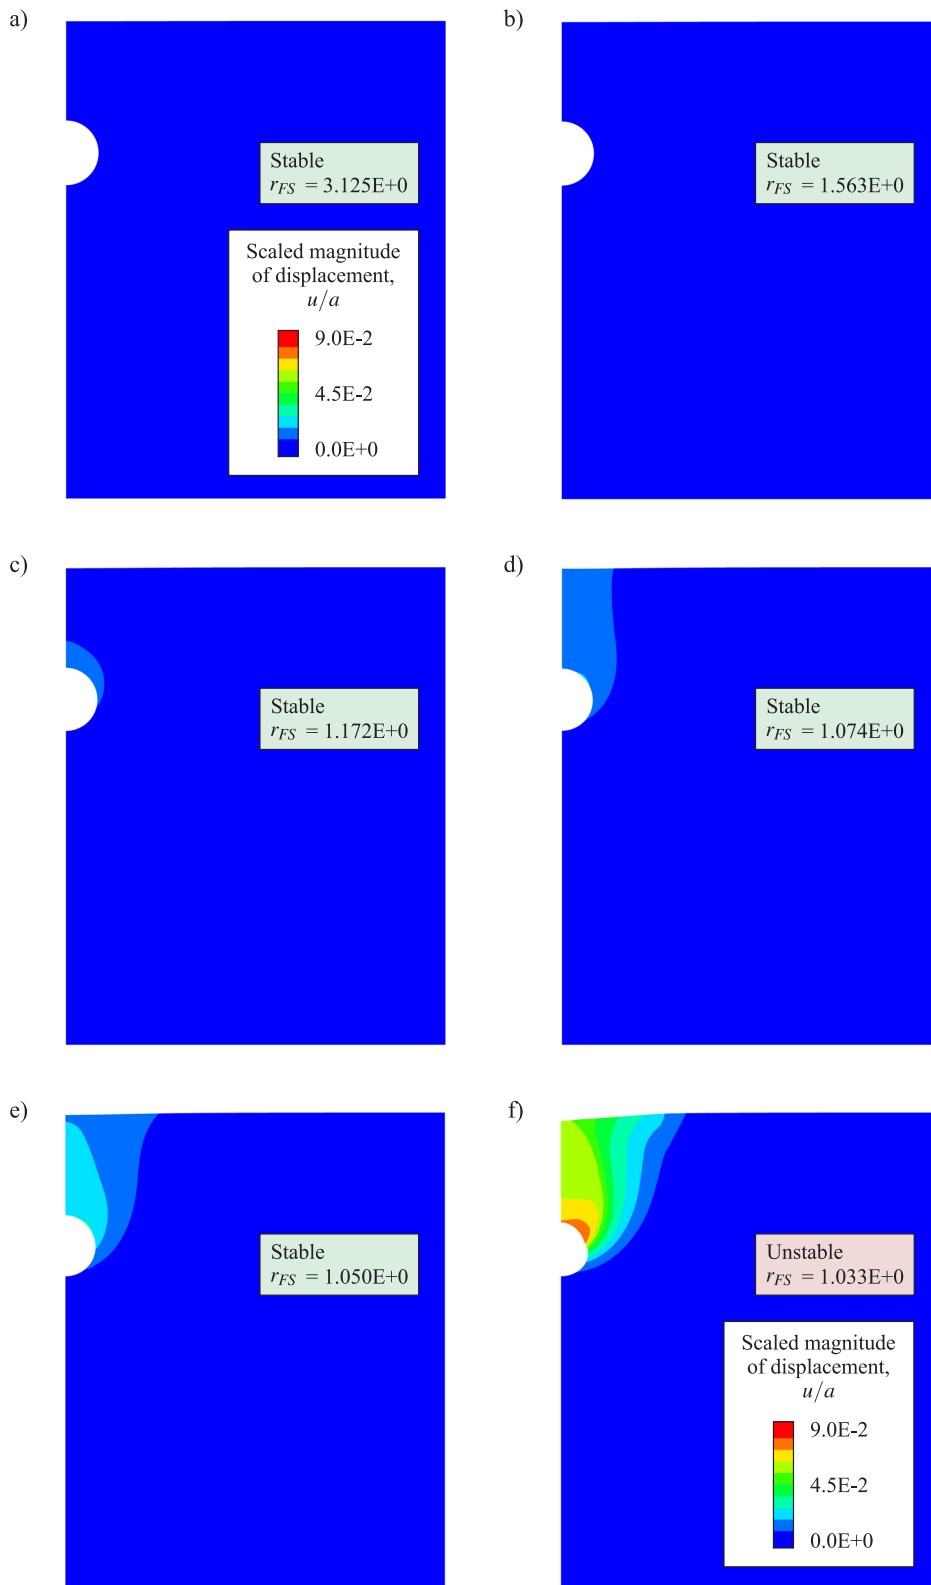 a)
Stable
r_FS = 3.125E+0
Scaled magnitude
of displacement,
u/a
9.0E-2
4.5E-2
0.0E+0
b)
Stable
r_FS = 1.563E+0
c)
Stable
r_FS = 1.172E+0
d)
Stable
r_FS = 1.074E+0
e)
Stable
r_FS = 1.050E+0
f)
Unstable
r_FS = 1.033E+0
Scaled magnitude
of displacement,
u/a
9.0E-2
4.5E-2
0.0E+0